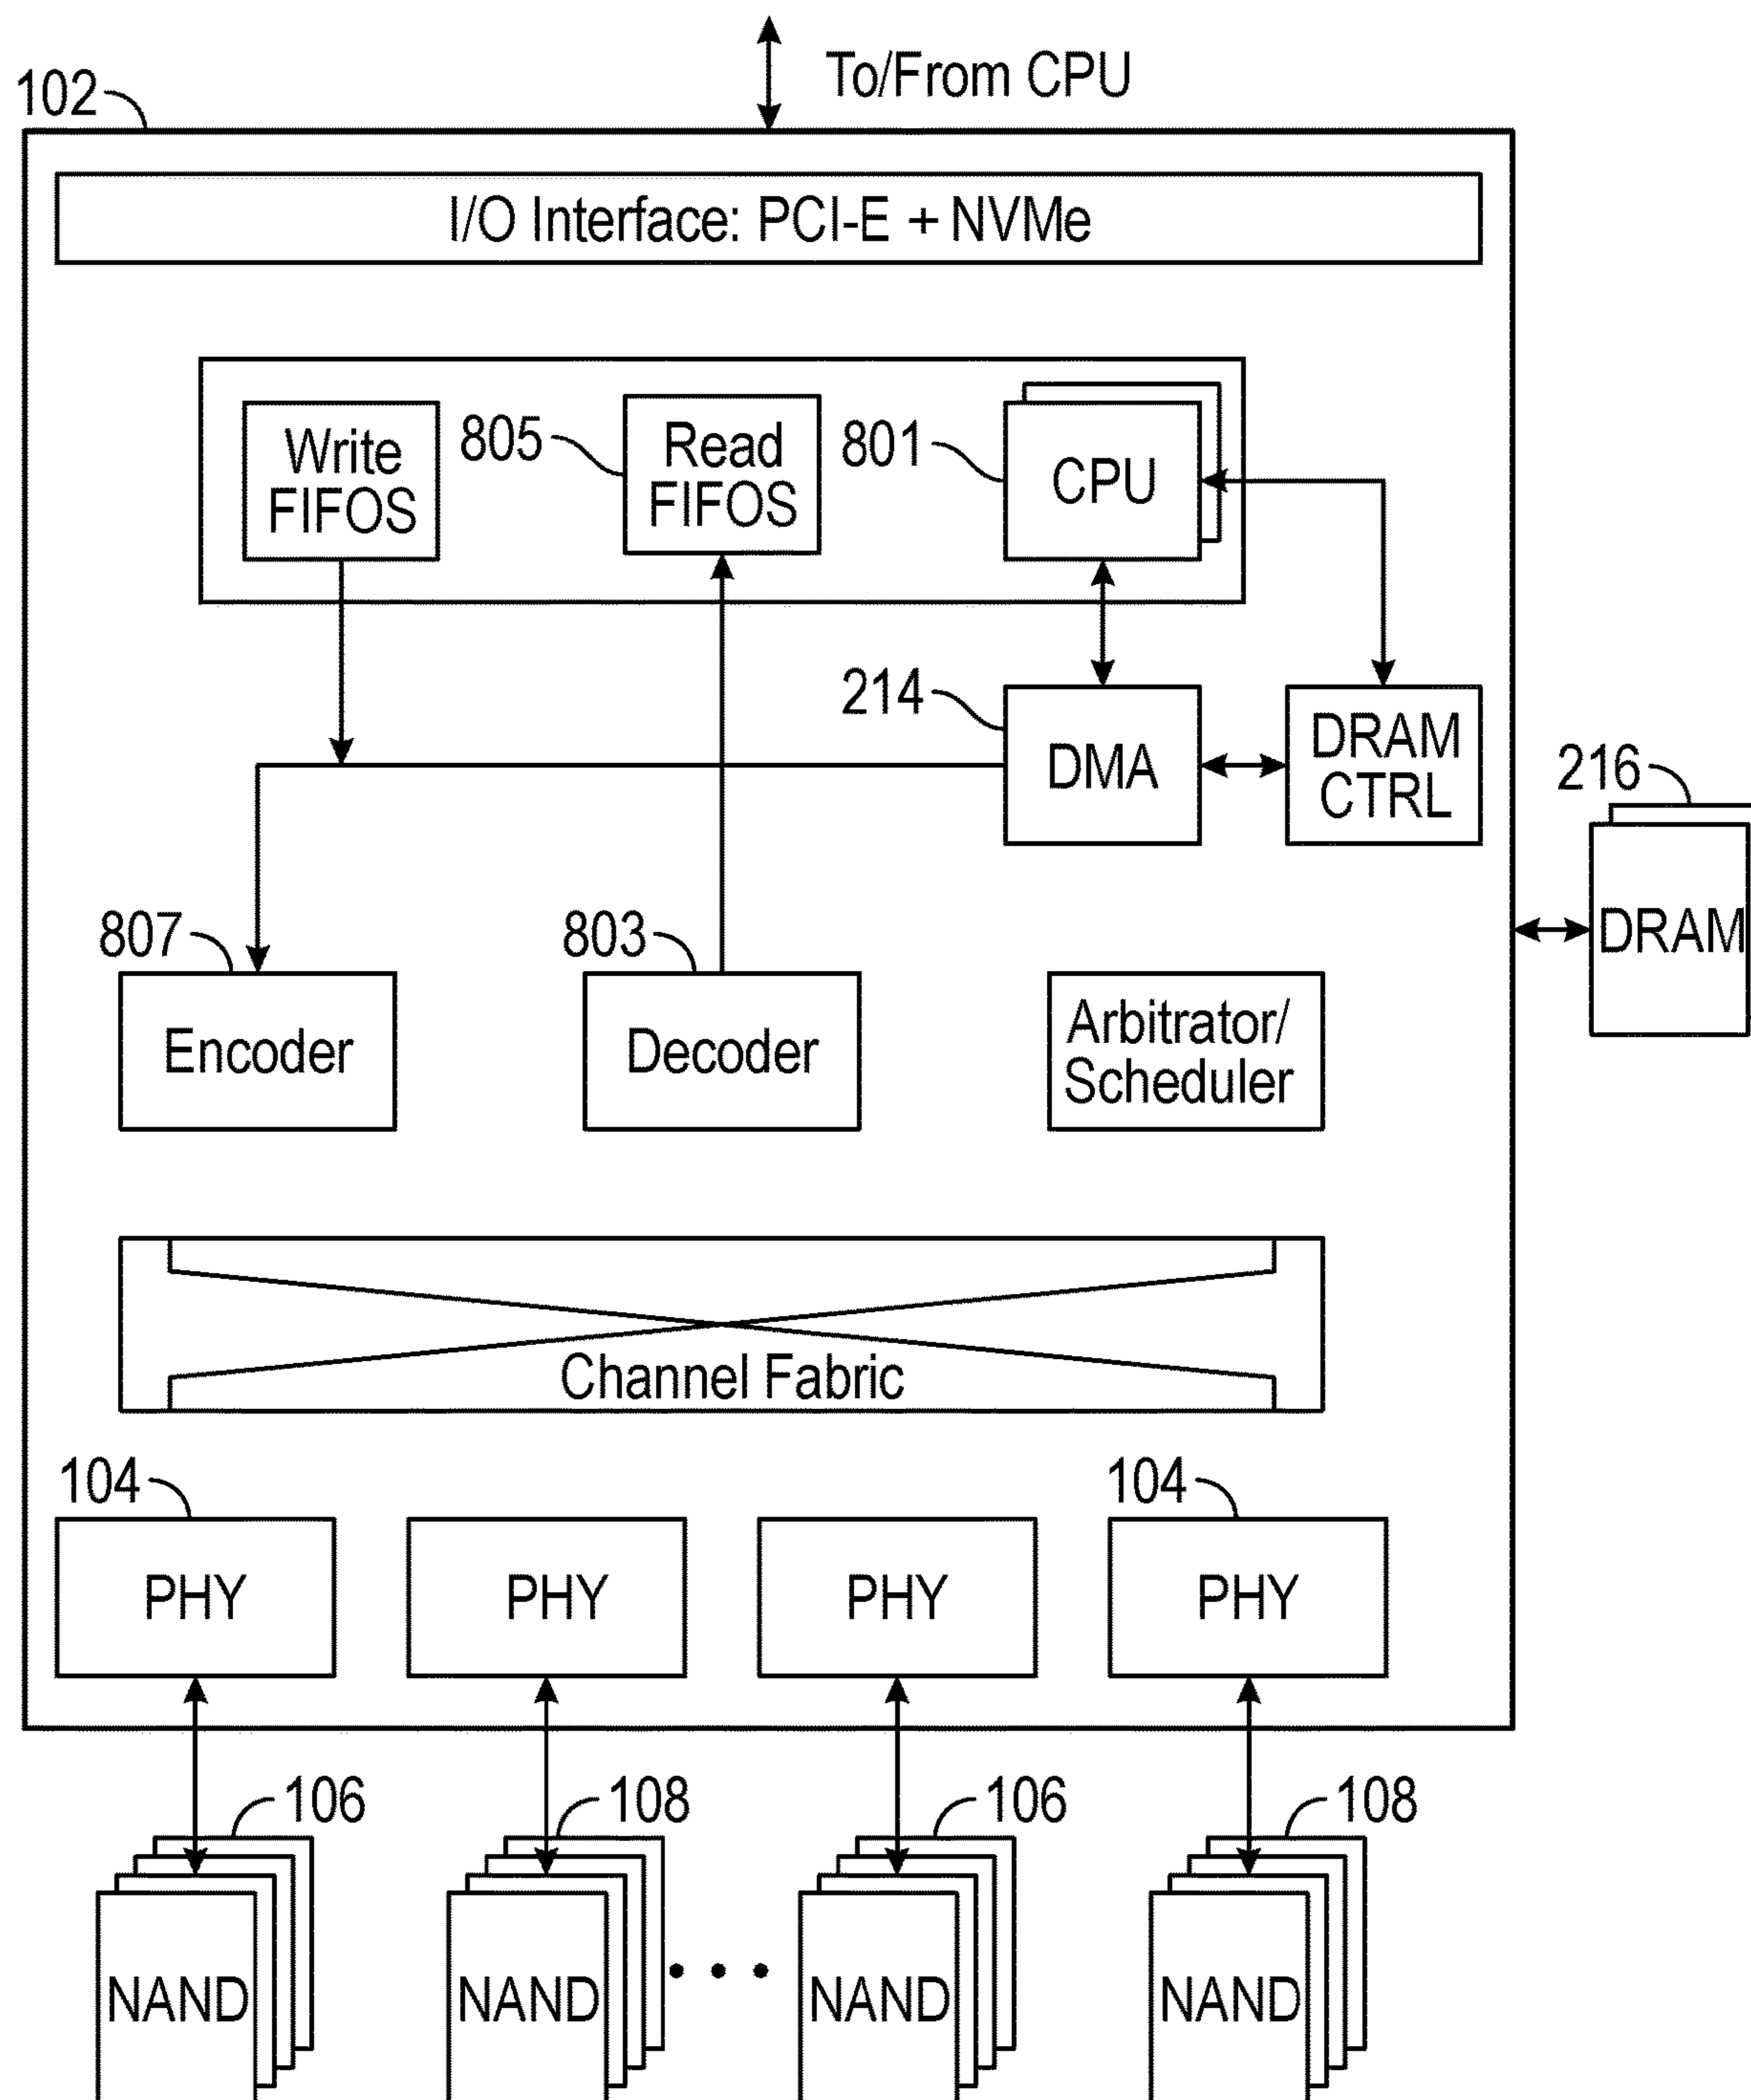 To/From CPU
102
I/O Interface: PCI-E + NVMe
Write
FIFOS
805
Read
FIFOS
801
CPU
214
DMA
DRAM
CTRL
216
DRAM
807
Encoder
803
Decoder
Arbitrator/
Scheduler
Channel Fabric
104
PHY
PHY
PHY
104
PHY
106
NAND
108
NAND
• • •
106
NAND
108
NAND